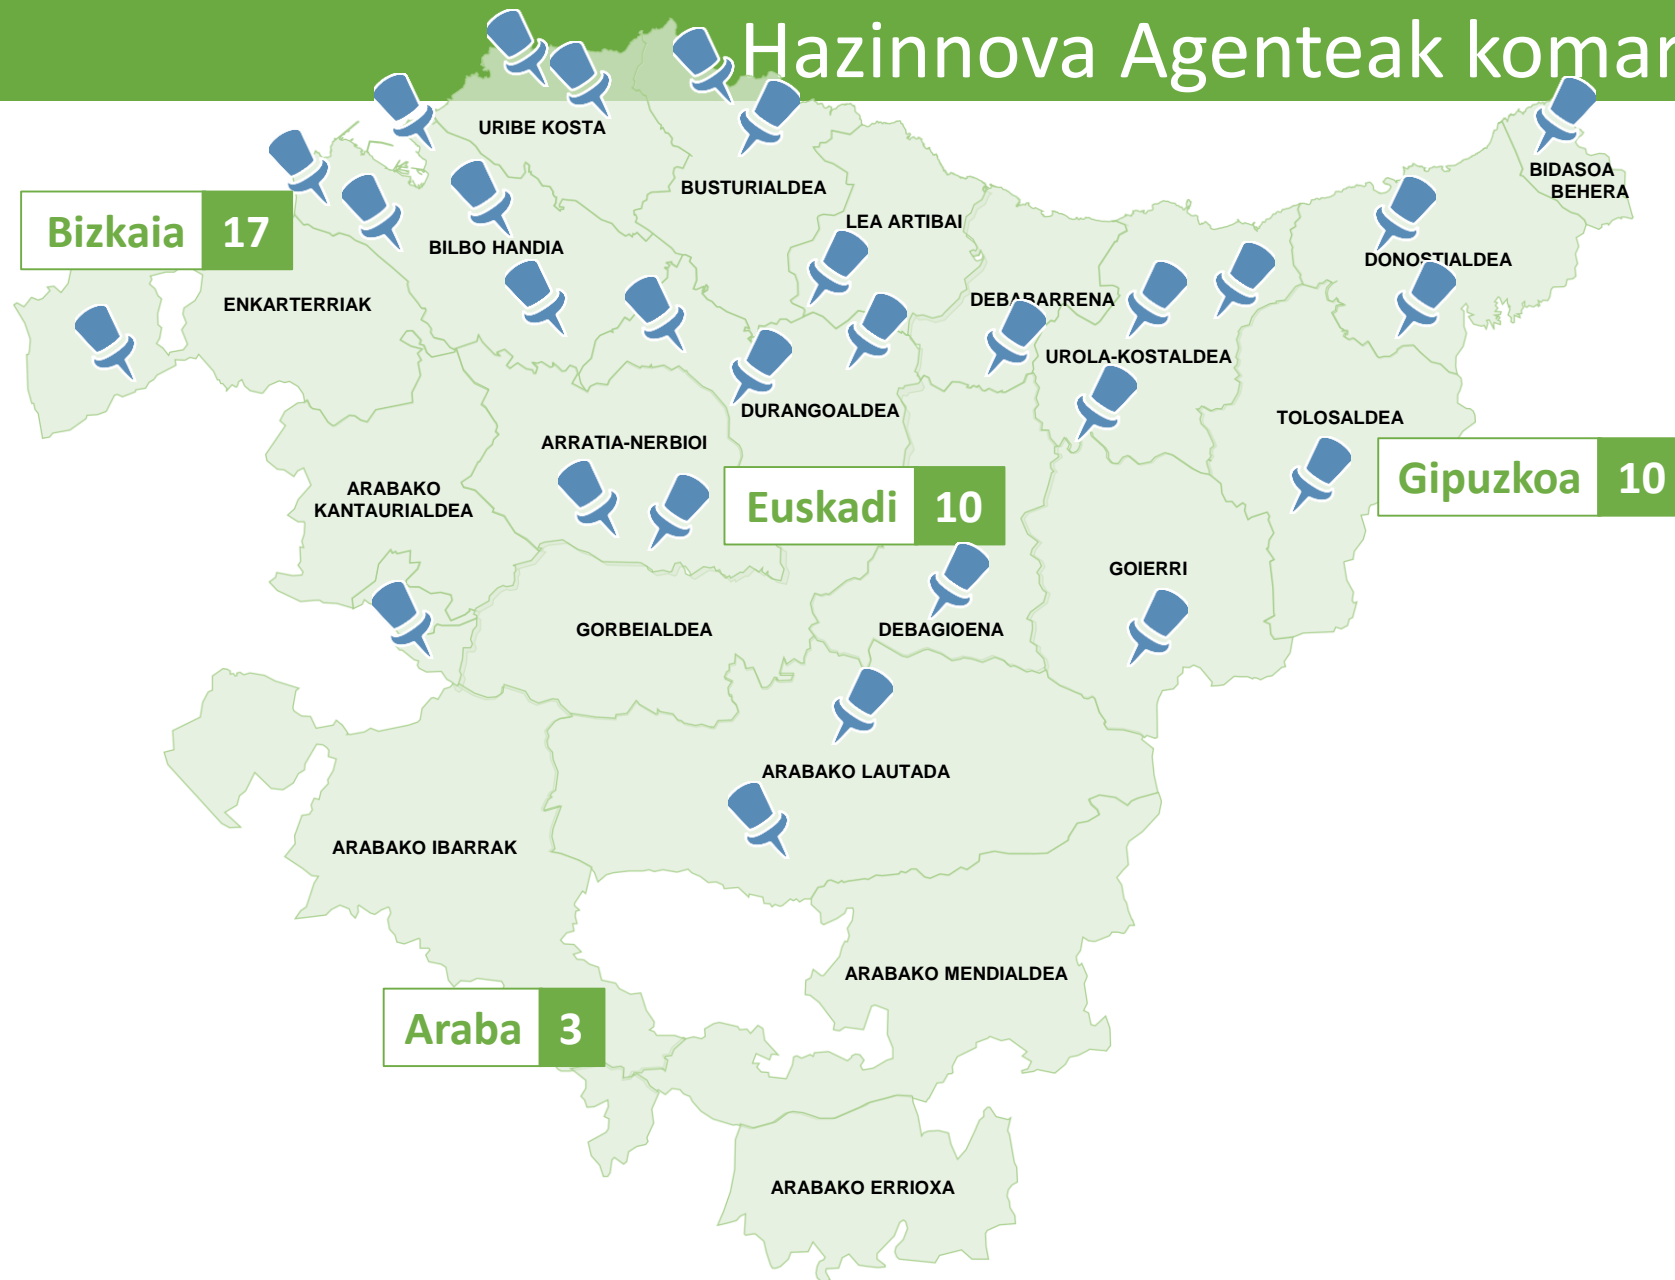 Hazinnova Agenteak komar
URIBE KOSTA
BUSTURIALDEA
BIDASOA
BEHERA
LEA ARTIBAI
Bizkaia 17
BILBO HANDIA
DONOSTIALDEA
ENKARTERRIAK
DEBABARRENA
UROLA-KOSTALDEA
DURANGOALDEA
TOLOSALDEA
ARRATIA-NERBIOI
Gipuzkoa 10
ARABAKO
KANTAURIALDEA
Euskadi 10
GOIERRI
GORBEIALDEA
DEBAGIOENA
ARABAKO LAUTADA
ARABAKO IBARRAK
ARABAKO MENDIALDEA
Araba 3
ARABAKO ERRIOXA